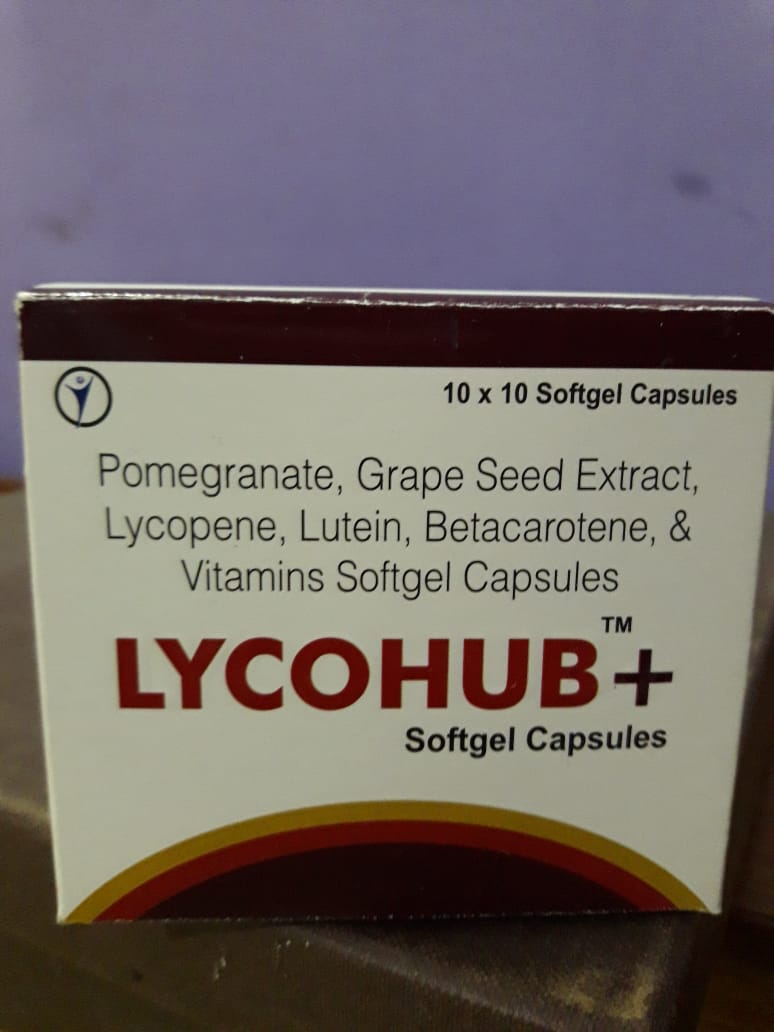 10 x 10 Softgel Capsules
Pomegranate, Grape Seed Extract,
Lycopene, Lutein, Betacarotene, &
Vitamins Softgel Capsules
LYCOHUB+™
Softgel Capsules